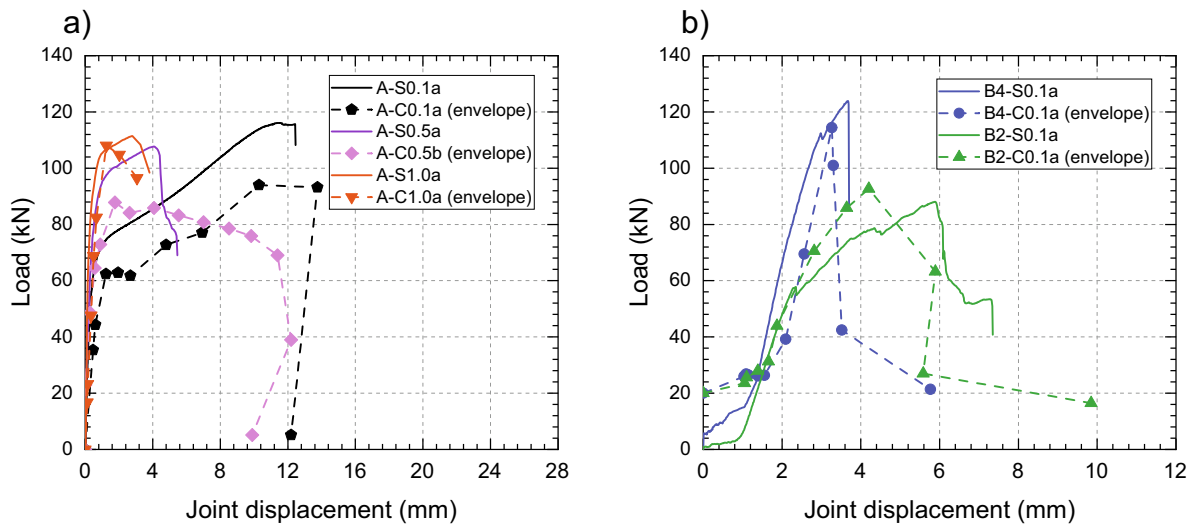 a)
Load (kN)
140
120
100
80
60
40
20
0
0 4 8 12 16 20 24 28
Joint displacement (mm)
A-S0.1a
A-C0.1a (envelope)
A-S0.5a
A-C0.5b (envelope)
A-S1.0a
A-C1.0a (envelope)
b)
Load (kN)
140
120
100
80
60
40
20
0
0 2 4 6 8 10 12
Joint displacement (mm)
B4-S0.1a
B4-C0.1a (envelope)
B2-S0.1a
B2-C0.1a (envelope)